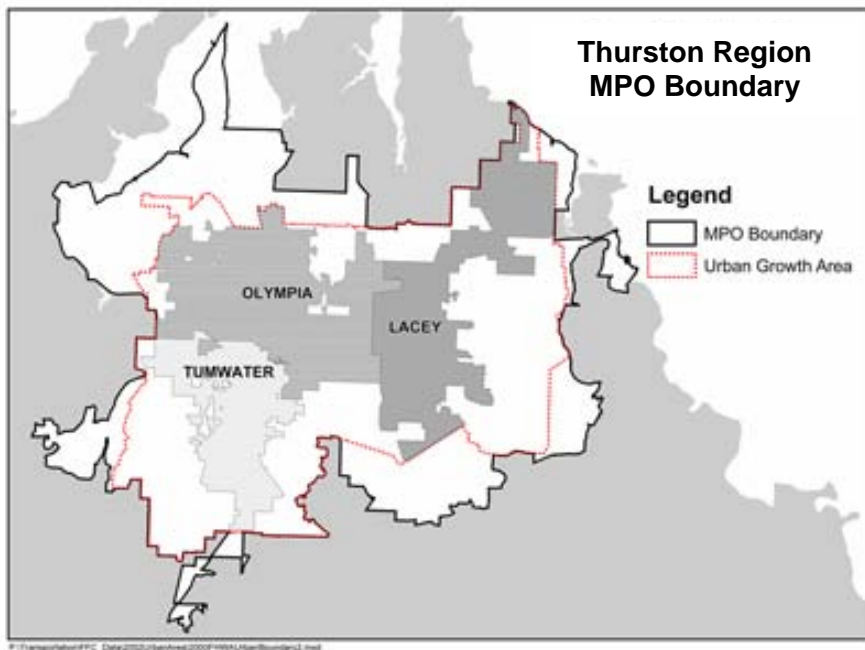 Thurston Region
MPO Boundary
Legend
MPO Boundary
Urban Growth Area
OLYMPIA
LACEY
TUMWATER